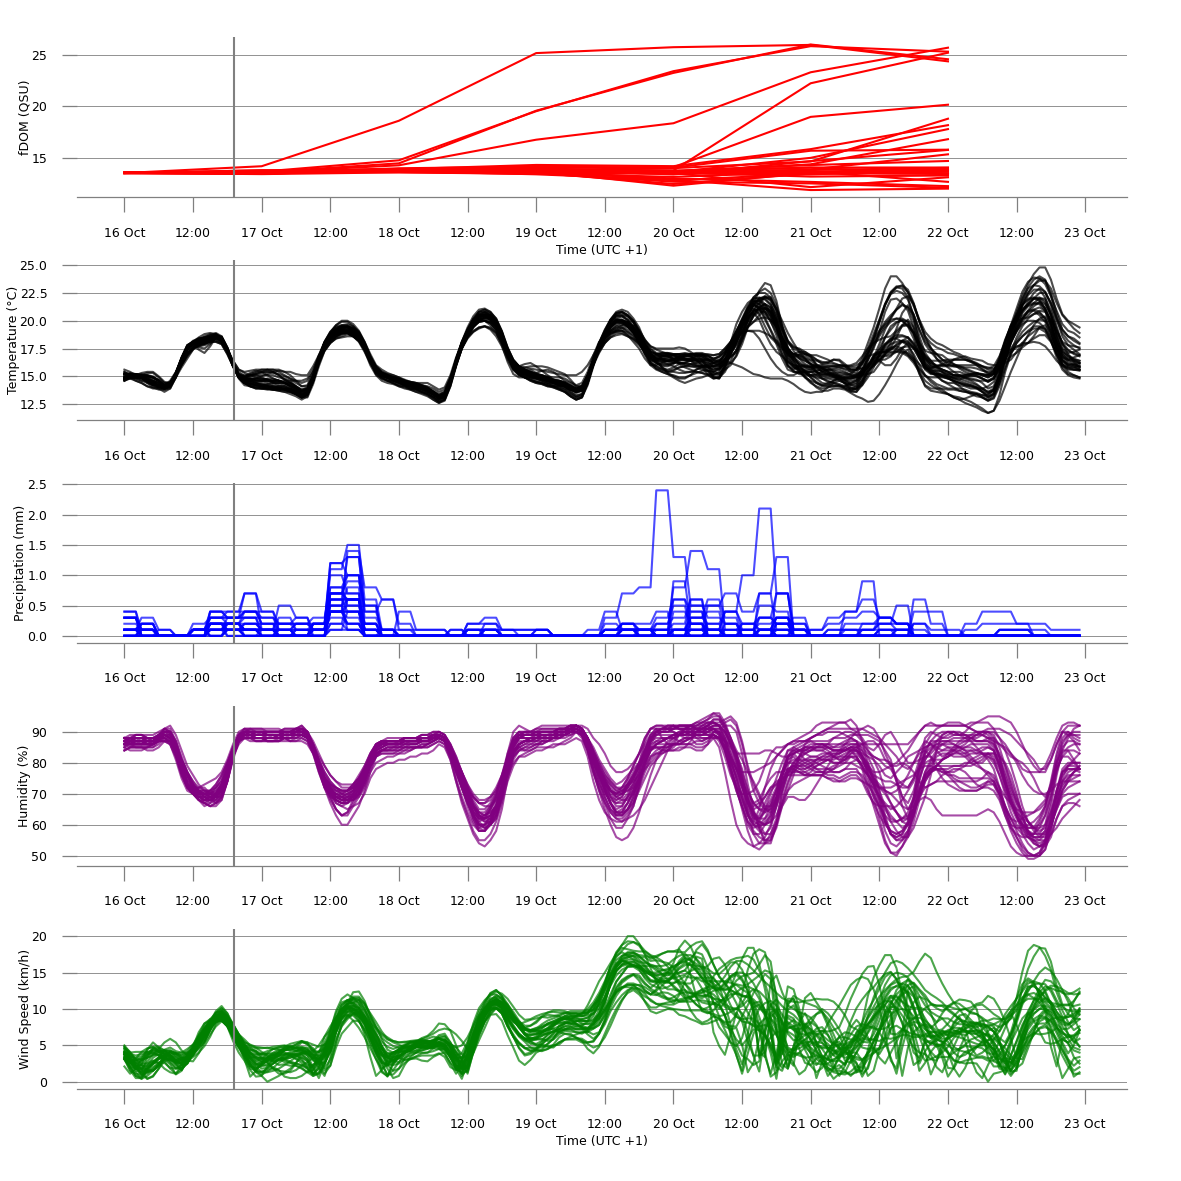 fDOM (QSU)
25
20
15
16 Oct 12:00 17 Oct 12:00 18 Oct 12:00 19 Oct 12:00 20 Oct 12:00 21 Oct 12:00 22 Oct 12:00 23 Oct
Time (UTC +1)
Temperature (°C)
25.0
22.5
20.0
17.5
15.0
12.5
16 Oct 12:00 17 Oct 12:00 18 Oct 12:00 19 Oct 12:00 20 Oct 12:00 21 Oct 12:00 22 Oct 12:00 23 Oct
Precipitation (mm)
2.5
2.0
1.5
1.0
0.5
0.0
16 Oct 12:00 17 Oct 12:00 18 Oct 12:00 19 Oct 12:00 20 Oct 12:00 21 Oct 12:00 22 Oct 12:00 23 Oct
Humidity (%)
90
80
70
60
50
16 Oct 12:00 17 Oct 12:00 18 Oct 12:00 19 Oct 12:00 20 Oct 12:00 21 Oct 12:00 22 Oct 12:00 23 Oct
Wind Speed (km/h)
20
15
10
5
0
16 Oct 12:00 17 Oct 12:00 18 Oct 12:00 19 Oct 12:00 20 Oct 12:00 21 Oct 12:00 22 Oct 12:00 23 Oct
Time (UTC +1)